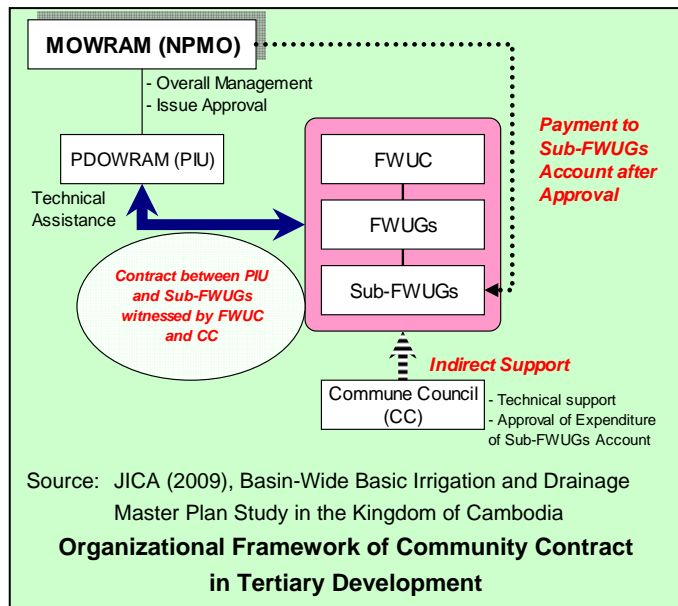 MOWRAM (NPMO)
- Overall Management
- Issue Approval
PDOWRAM (PIU)
Technical
Assistance
FWUC
FWUGs
Sub-FWUGs
Payment to
Sub-FWUGs
Account after
Approval
Contract between PIU
and Sub-FWUGs
witnessed by FWUC
and CC
Indirect Support
Commune Council
(CC)
- Technical support
- Approval of Expenditure
of Sub-FWUGs Account
Source: JICA (2009), Basin-Wide Basic Irrigation and Drainage
Master Plan Study in the Kingdom of Cambodia
Organizational Framework of Community Contract
in Tertiary Development